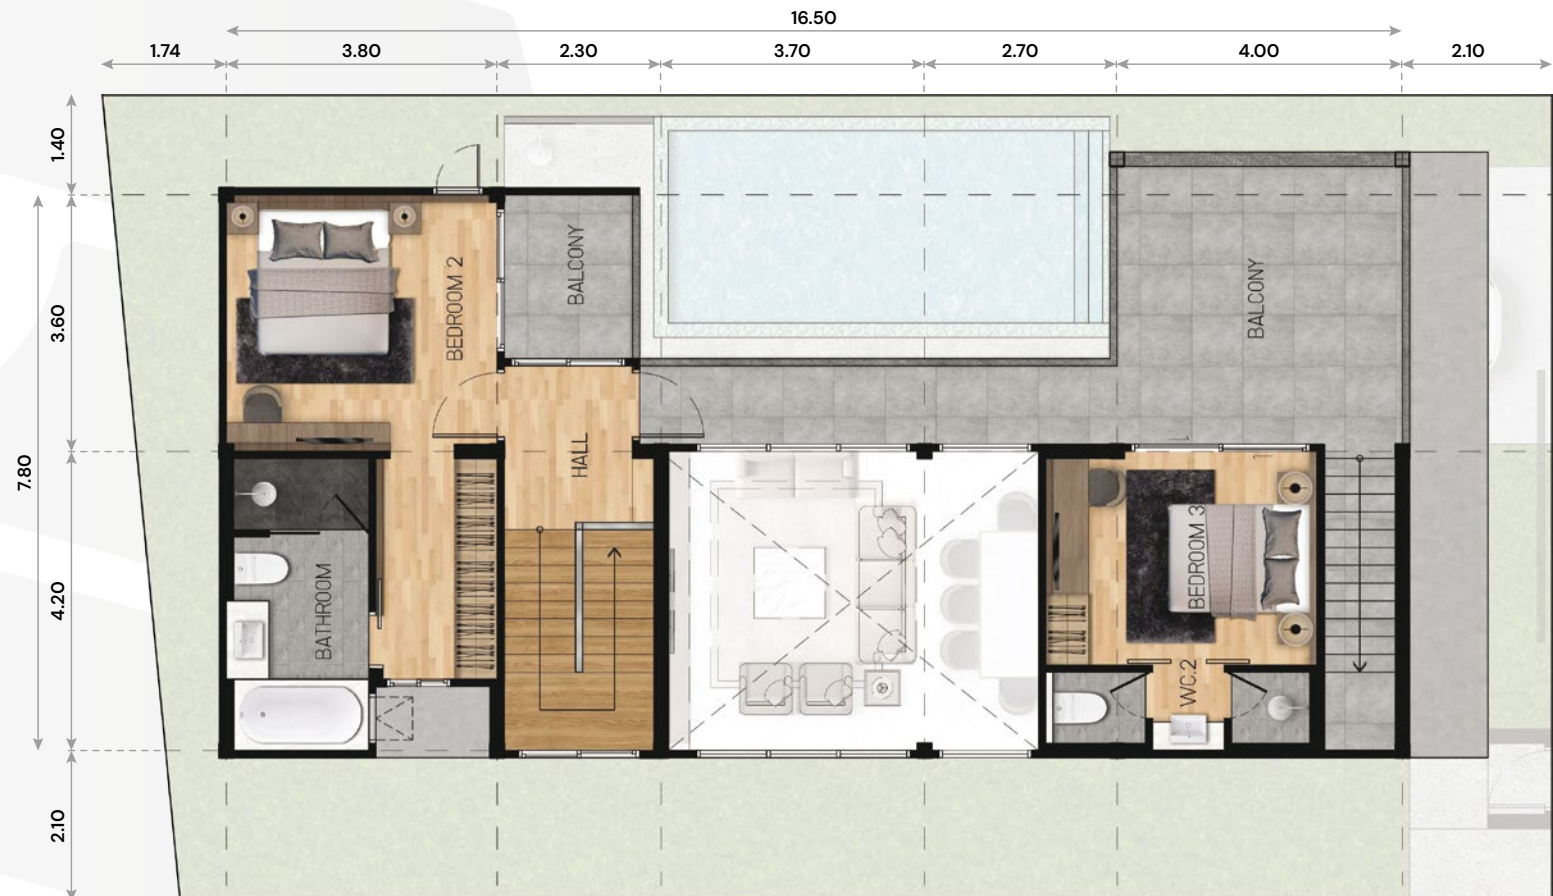 16.50
1.74
3.80
2.30
3.70
2.70
4.00
2.10
1.40
3.60
7.80
4.20
2.10
BEDROOM 2
BALCONY
BALCONY
HALL
BATHROOM
BEDROOM 3
WC.2